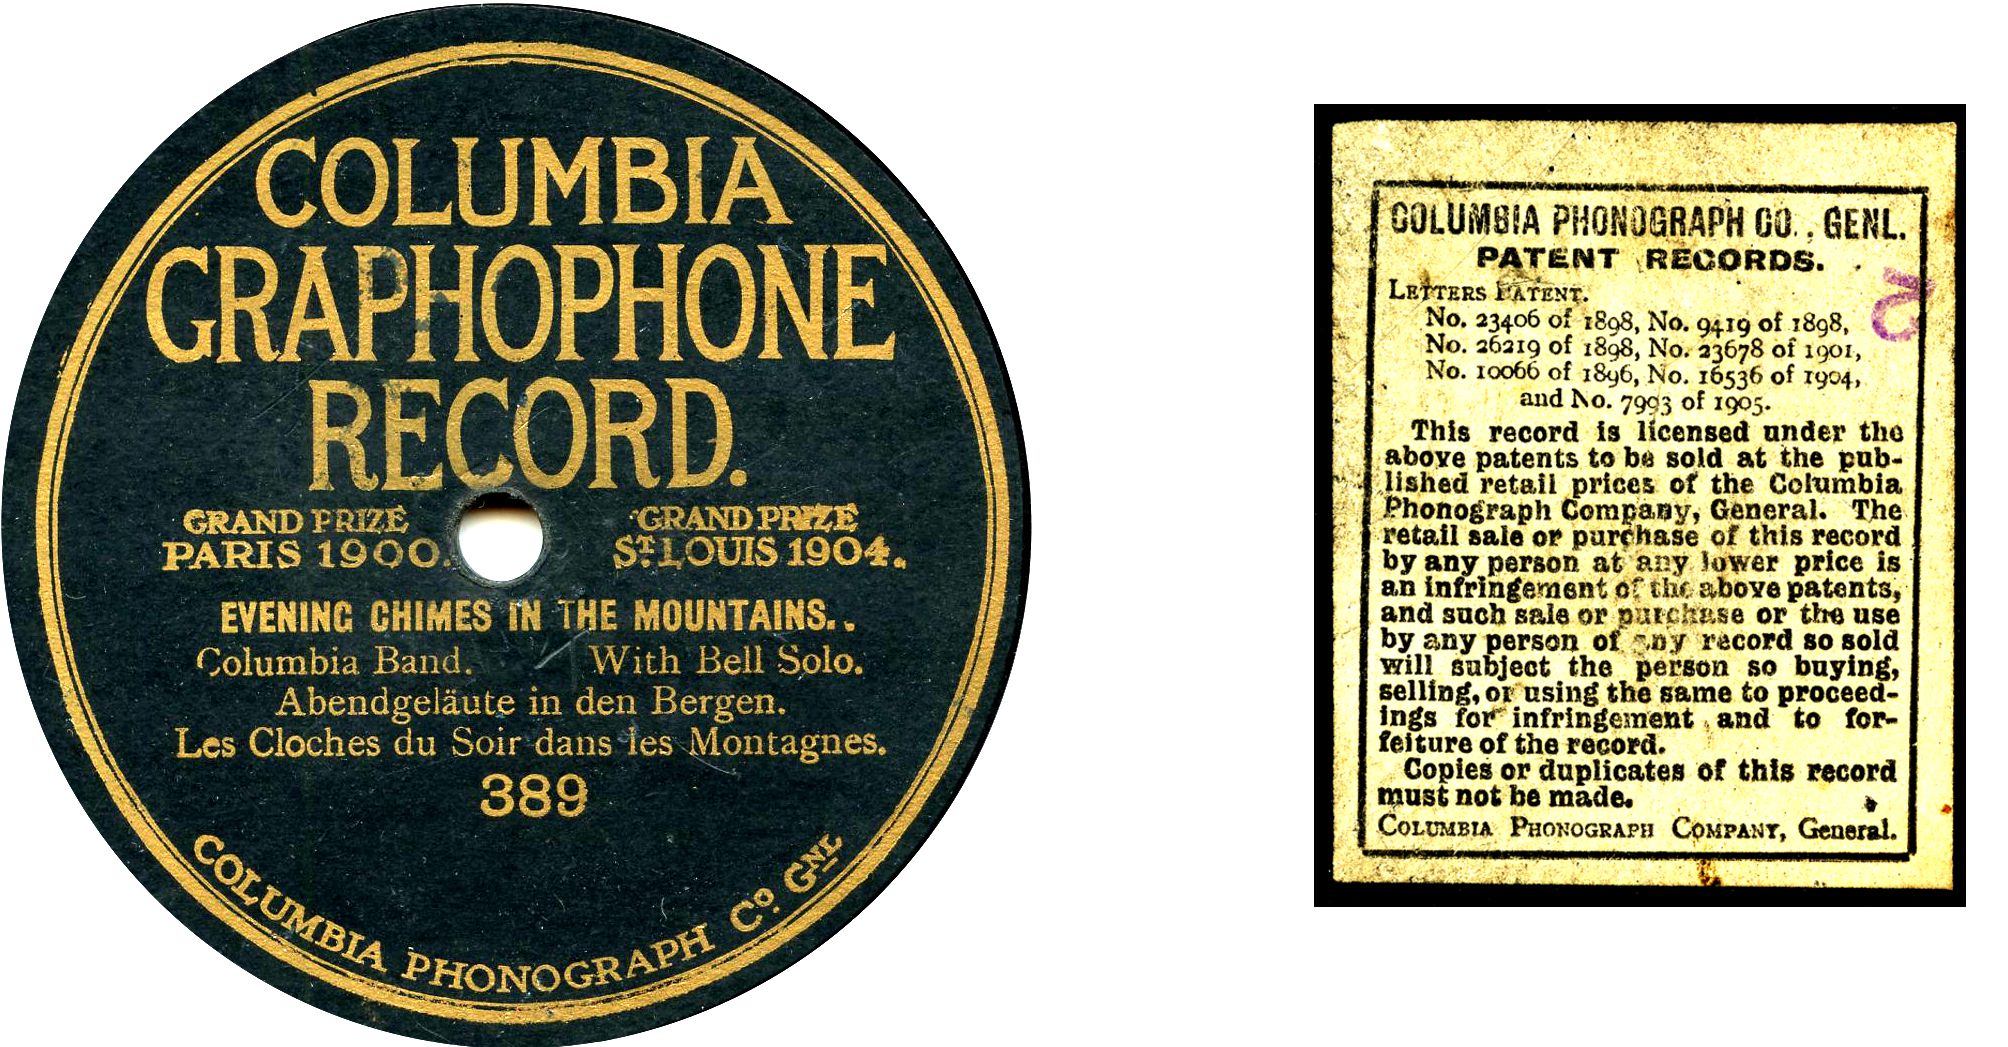 COLUMBIA
GRAPHOPHONE
RECORD.
GRAND PRIZE
PARIS 1900.
GRAND PRIZE
ST. LOUIS 1904.
EVENING CHIMES IN THE MOUNTAINS..
Columbia Band. With Bell Solo.
Abendgeläute in den Bergen.
Les Cloches du Soir dans les Montagnes.
389
COLUMBIA PHONOGRAPH Co. GNL
COLUMBIA PHONOGRAPH CO., GENL.
PATENT RECORDS.
LETTERS PATENT.
No. 23406 of 1898, No. 9419 of 1898,
No. 26219 of 1898, No. 23678 of 1901,
No. 10066 of 1896, No. 16536 of 1904,
and No. 7993 of 1905.
This record is licensed under the
above patents to be sold at the pub-
lished retail prices of the Columbia
Phonograph Company, General. The
retail sale or purchase of this record
by any person at any lower price is
an infringement of the above patents,
and such sale or purchase or the use
by any person of any record so sold
will subject the person so buying,
selling, or using the same to proceed-
ings for infringement and to for-
feiture of the record.
Copies or duplicates of this record
must not be made.
COLUMBIA PHONOGRAPH COMPANY, General.